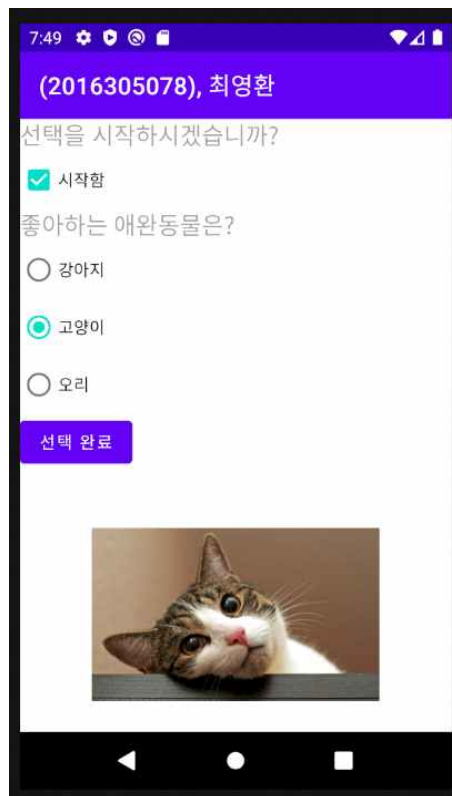 7:49
(2016305078), 최영환
선택을 시작하시겠습니까?
시작함
좋아하는 애완동물은?
강아지
고양이
오리
선택 완료